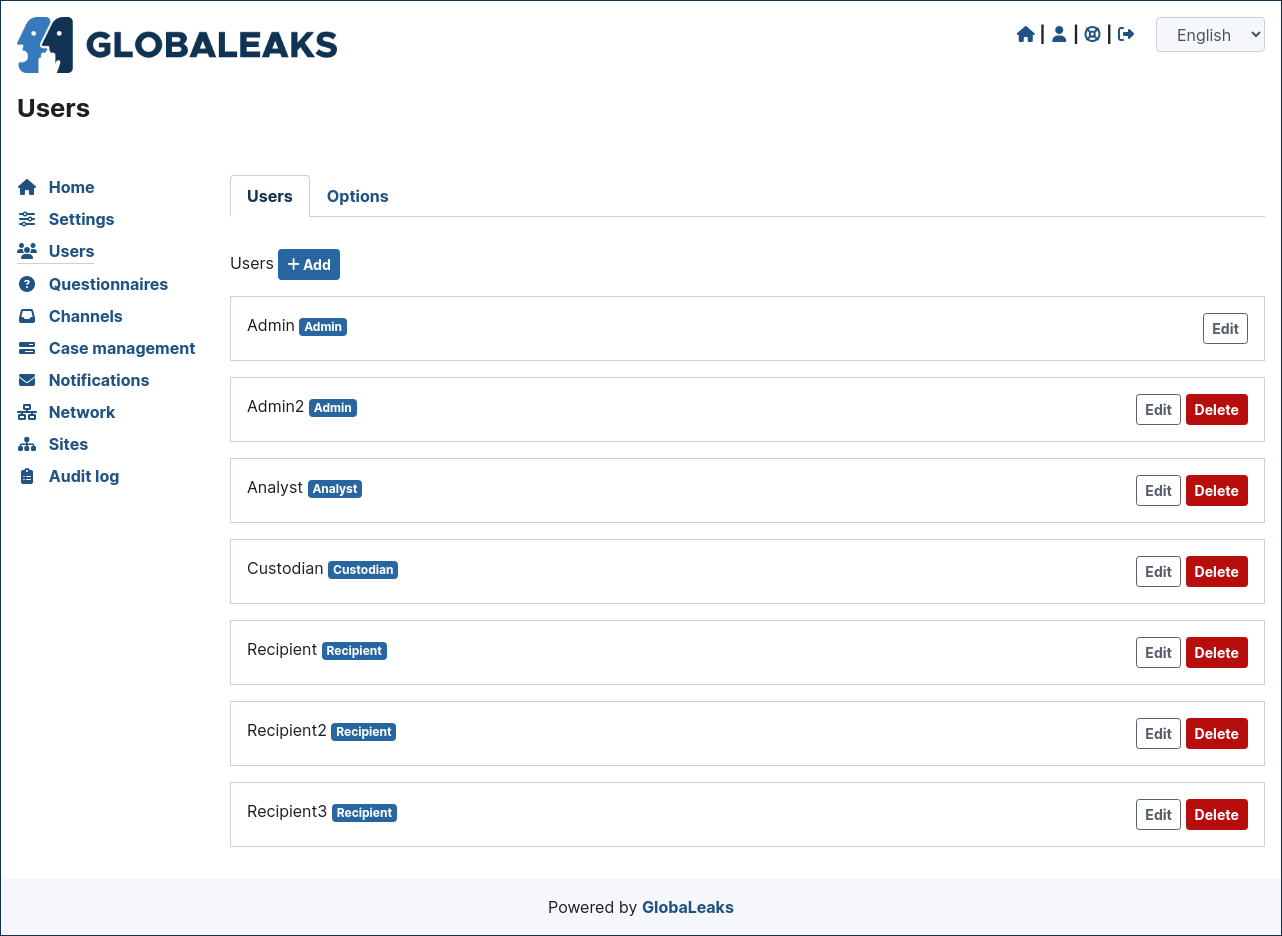 GLOBALEAKS
| | | English
Users
Home
Settings
Users
Questionnaires
Channels
Case management
Notifications
Network
Sites
Audit log
Users Options
Users + Add
Admin Admin Edit
Admin2 Admin Edit Delete
Analyst Analyst Edit Delete
Custodian Custodian Edit Delete
Recipient Recipient Edit Delete
Recipient2 Recipient Edit Delete
Recipient3 Recipient Edit Delete
Powered by GlobaLeaks